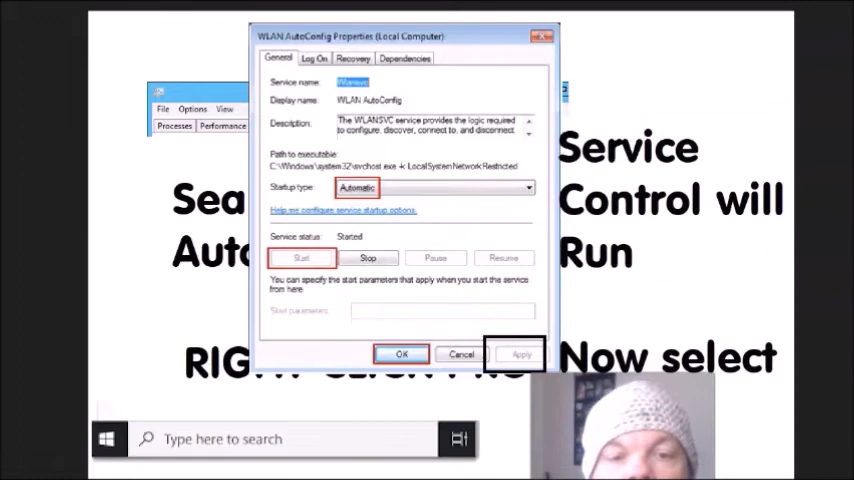 WLAN AutoConfig Properties (Local Computer)
General Log On Recovery Dependencies
Service name: Wlansvc
Display name: WLAN AutoConfig
Description: The WLANSVC service provides the logic required
to configure, discover, connect to, and disconnect
Path to executable:
C:\Windows\system32\svchost.exe -k LocalSystemNetworkRestricted
Startup type: Automatic
Help me configure service startup options.
Service status: Started
Start Stop Pause Resume
You can specify the start parameters that apply when you start the service
from here
Start parameters:
OK Cancel Apply
File Options View
Processes Performance
Service
Sea Control will
Auto Run
RIGHT CLICK Now select
Type here to search